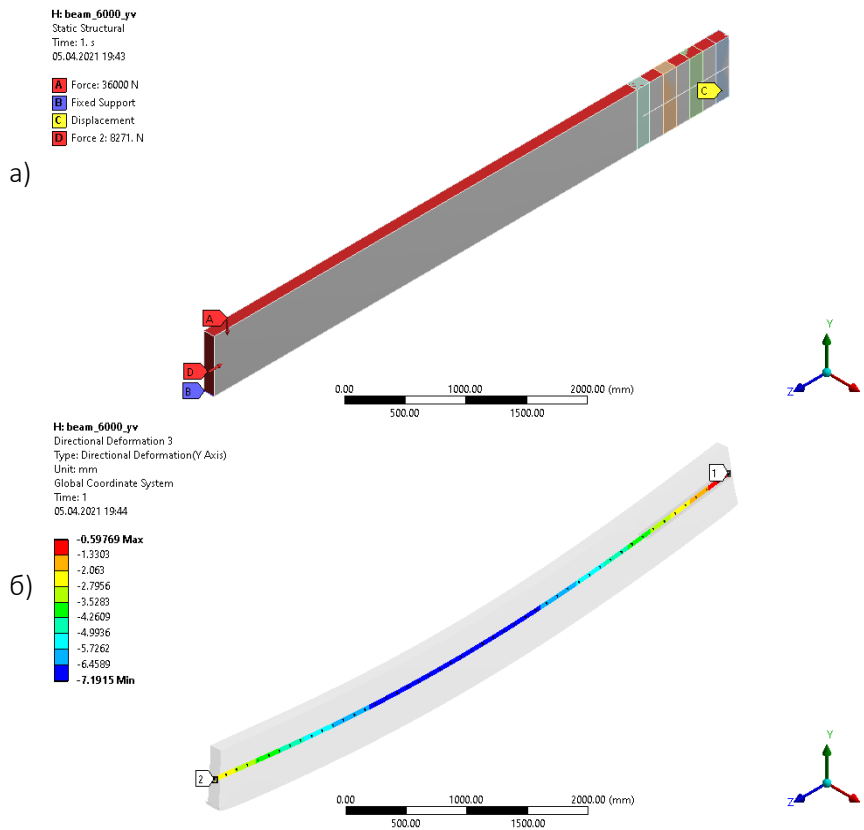 H: beam_6000_yv
Static Structural
Time: 1. s
05.04.2021 19:43
A Force: 36000 N
B Fixed Support
C Displacement
D Force 2: 8271. N
а)
C
A
D
B
0.00 1000.00 2000.00 (mm)
500.00 1500.00
Y
Z
H: beam_6000_yv
Directional Deformation 3
Type: Directional Deformation(Y Axis)
Unit: mm
Global Coordinate System
Time: 1
05.04.2021 19:44
-0.59769 Max
-1.3303
-2.063
-2.7956
-3.5283
-4.2609
-4.9936
-5.7262
-6.4589
-7.1915 Min
б)
1
2
0.00 1000.00 2000.00 (mm)
500.00 1500.00
Y
Z